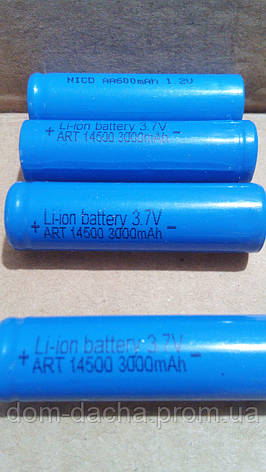 NICD AA600mAh 1.2V
+ Li-ion battery 3.7V -
ART 14500 3000mAh
+ Li-ion battery 3.7V -
ART 14500 3000mAh
+ Li-ion battery 3.7V -
ART 14500 3000mAh
dom-dacha.prom.ua